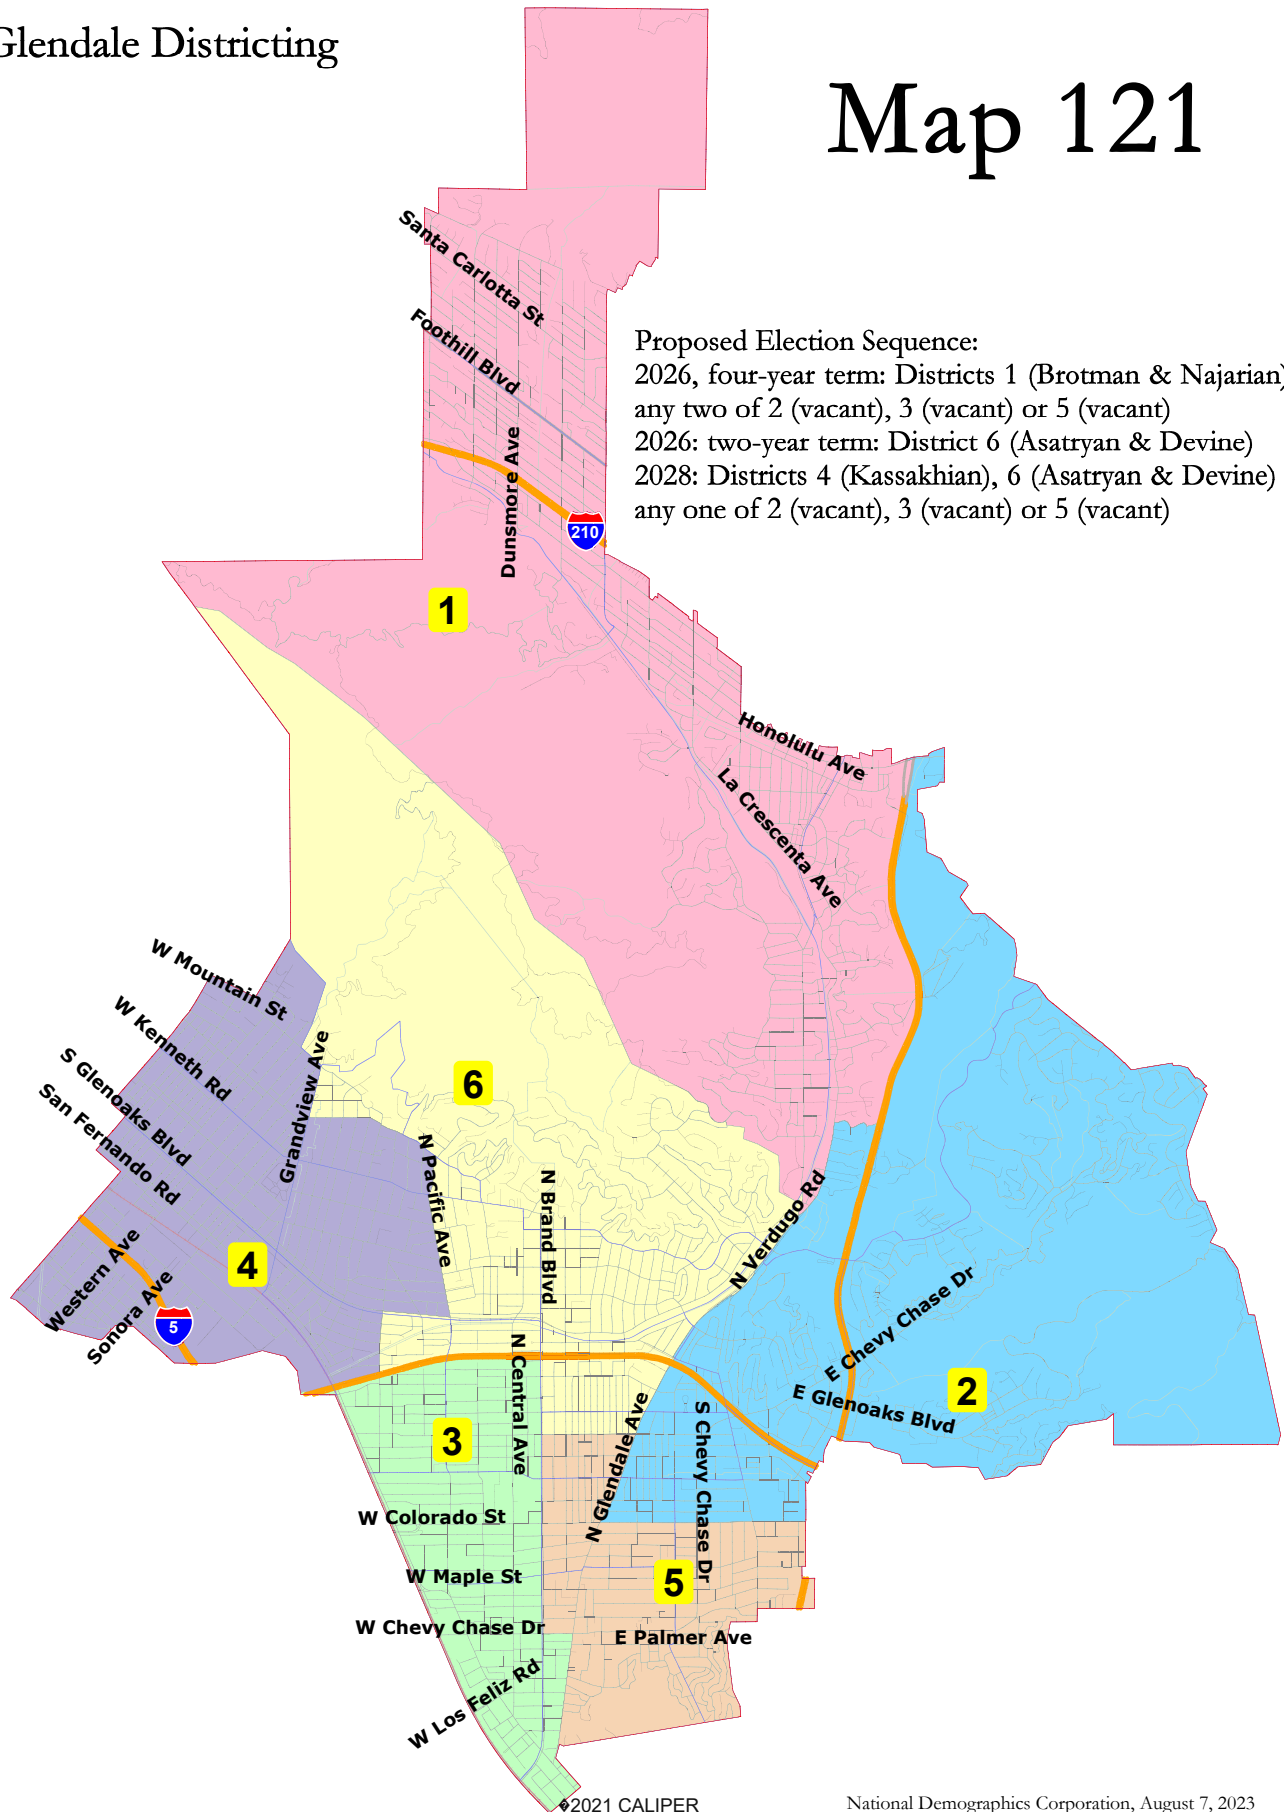 Glendale Districting
Map 121
Santa Carlotta St
Foothill Blvd
Proposed Election Sequence:
2026, four-year term: Districts 1 (Brotman & Najarian)
any two of 2 (vacant), 3 (vacant) or 5 (vacant)
2026: two-year term: District 6 (Asatryan & Devine)
2028: Districts 4 (Kassakhian), 6 (Asatryan & Devine)
any one of 2 (vacant), 3 (vacant) or 5 (vacant)
Dunsmore Ave
210
1
Honolulu Ave
La Crescenta Ave
W Mountain St
W Kenneth Rd
S Glenoaks Blvd
San Fernando Rd
Grandview Ave
6
N Pacific Ave
N Brand Blvd
N Verdugo Rd
Western Ave
Sonora Ave
4
5
E Chevy Chase Dr
E Glenoaks Blvd
2
N Central Ave
3
N Glendale Ave
S Chevy Chase Dr
W Colorado St
W Maple St
5
W Chevy Chase Dr
E Palmer Ave
W Los Feliz Rd
�2021 CALIPER
National Demographics Corporation, August 7, 2023